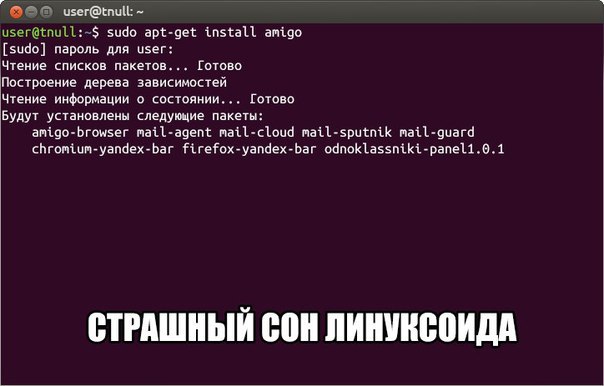 user@tnull: ~
user@tnull:~$ sudo apt-get install amigo
[sudo] пароль для user:
Чтение списков пакетов... Готово
Построение дерева зависимостей
Чтение информации о состоянии... Готово
Будут установлены следующие пакеты:
amigo-browser mail-agent mail-cloud mail-sputnik mail-guard
chromium-yandex-bar firefox-yandex-bar odnoklassniki-panel1.0.1
СТРАШНЫЙ СОН ЛИНУКСОИДА